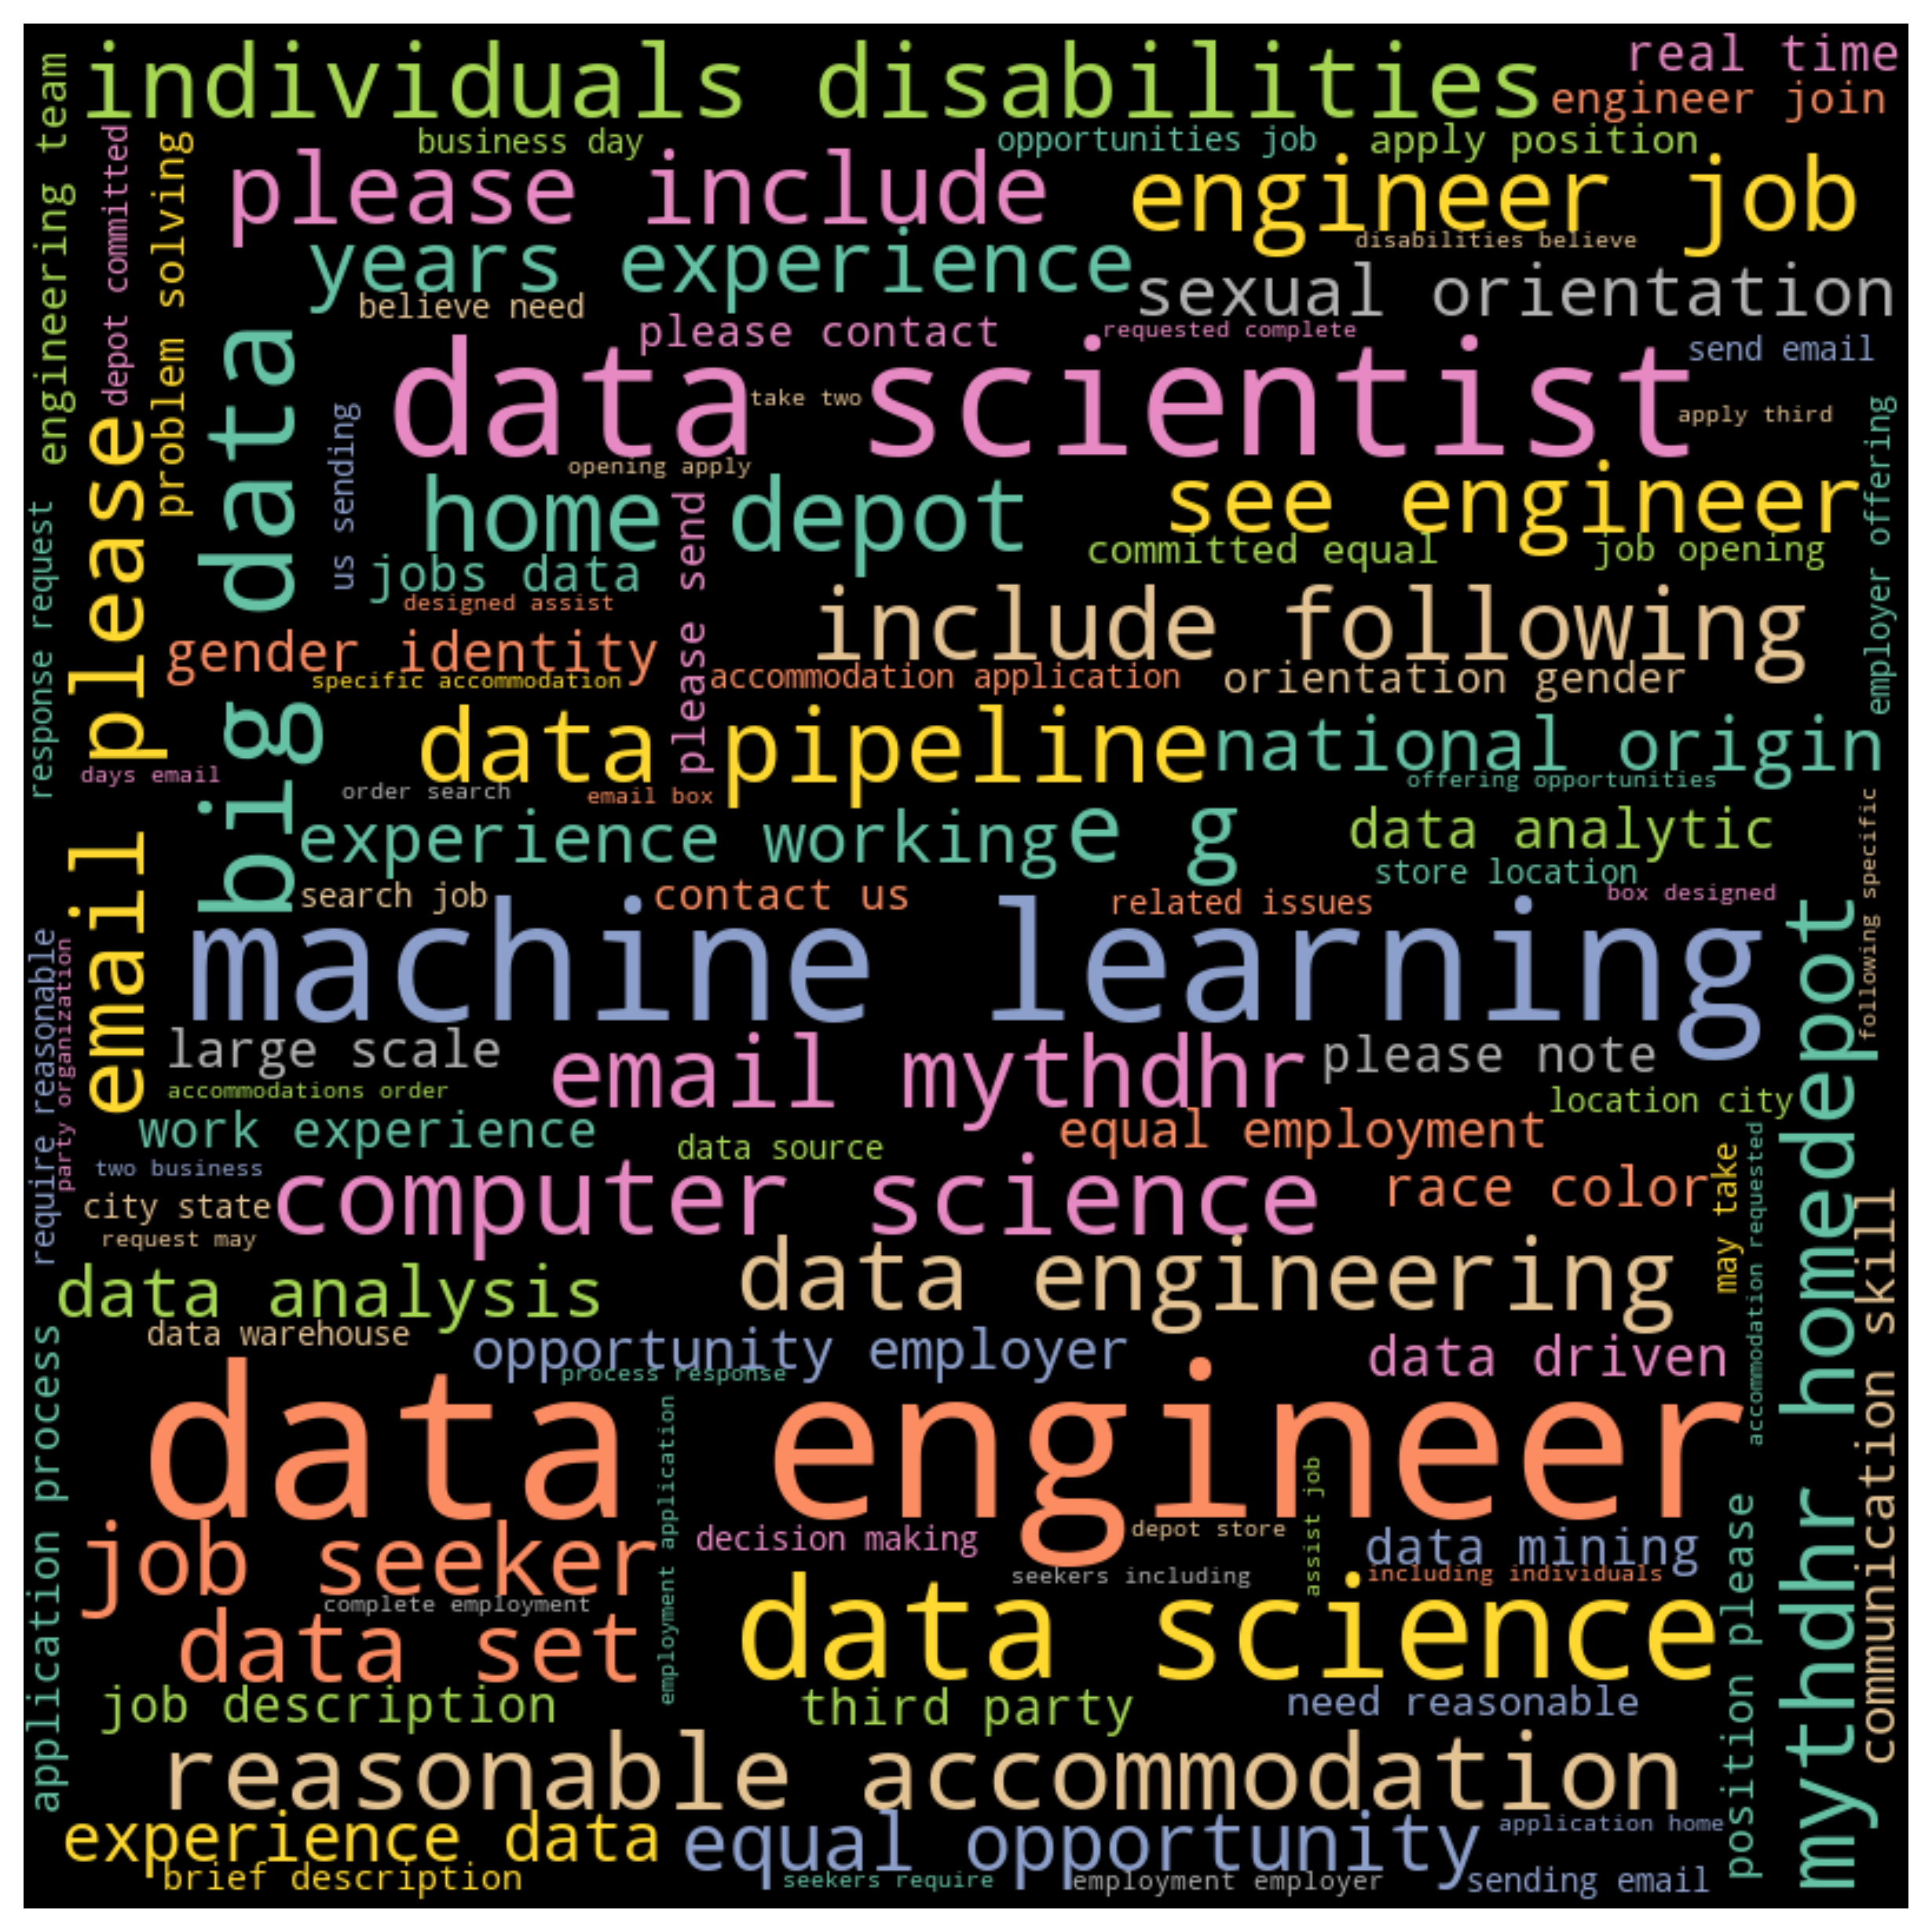 individuals disabilities
real time
engineer join
engineering team
depot committed
problem solving
business day
opportunities job
apply position
please include
engineer job
disabilities believe
years experience
sexual orientation
believe need
please contact
requested complete
send email
data scientist
take two
apply third
employer offering
big data
email please
us sending
opening apply
home depot
see engineer
please send
response request
committed equal
job opening
jobs data
designed assist
include following
gender identity
specific accommodation
accommodation application
orientation gender
data pipeline
national origin
days email
order search
email box
offering opportunities
following specific
experience working
e g
data analytic
store location
search job
contact us
related issues
box designed
machine learning
mythdhr homedepot
require reasonable
party organization
large scale
email mythdhr
please note
accommodations order
location city
work experience
data source
equal employment
two business
computer science
race color
may take
accommodation requested
city state
request may
communication skill
data engineering
data analysis
data warehouse
opportunity employer
process response
data driven
application process
data engineer
employment application
job seeker
decision making
depot store
assist job
data mining
seekers including
including individuals
position please
complete employment
data science
data set
job description
third party
need reasonable
reasonable accommodation
experience data
equal opportunity
application home
brief description
seekers require
employment employer
sending email